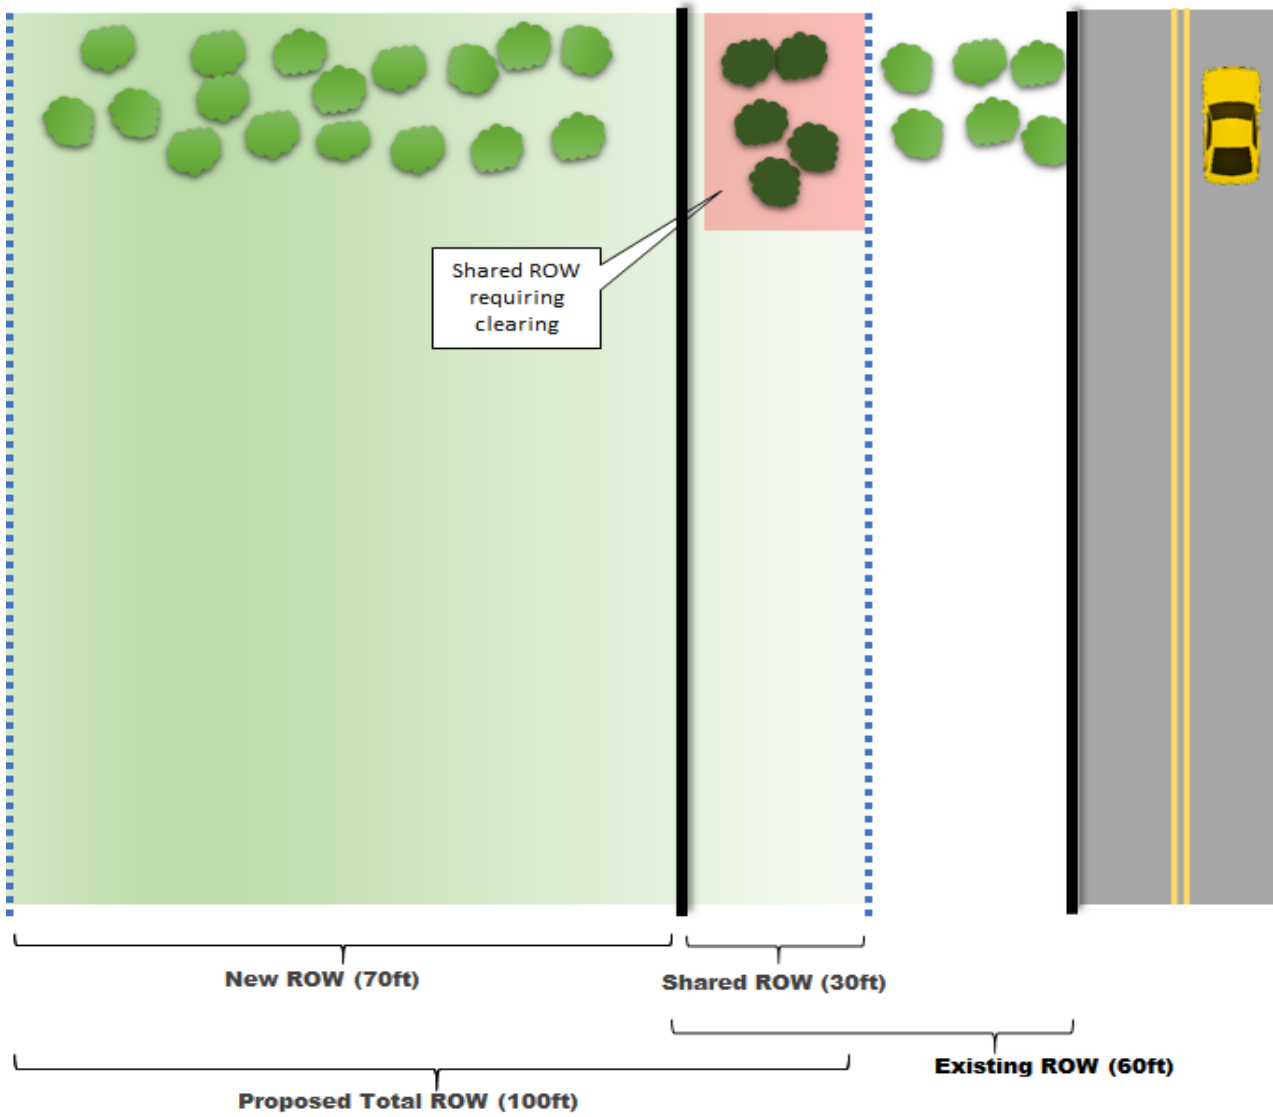 Shared ROW
requiring
clearing
New ROW (70ft)
Shared ROW (30ft)
Existing ROW (60ft)
Proposed Total ROW (100ft)